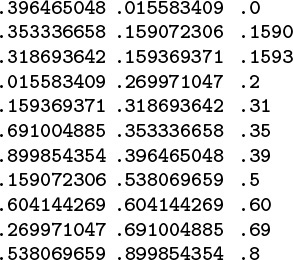 .396465048 .015583409 .0
.353336658 .159072306 .1590
.318693642 .159369371 .1593
.015583409 .269971047 .2
.159369371 .318693642 .31
.691004885 .353336658 .35
.899854354 .396465048 .39
.159072306 .538069659 .5
.604144269 .604144269 .60
.269971047 .691004885 .69
.538069659 .899854354 .8